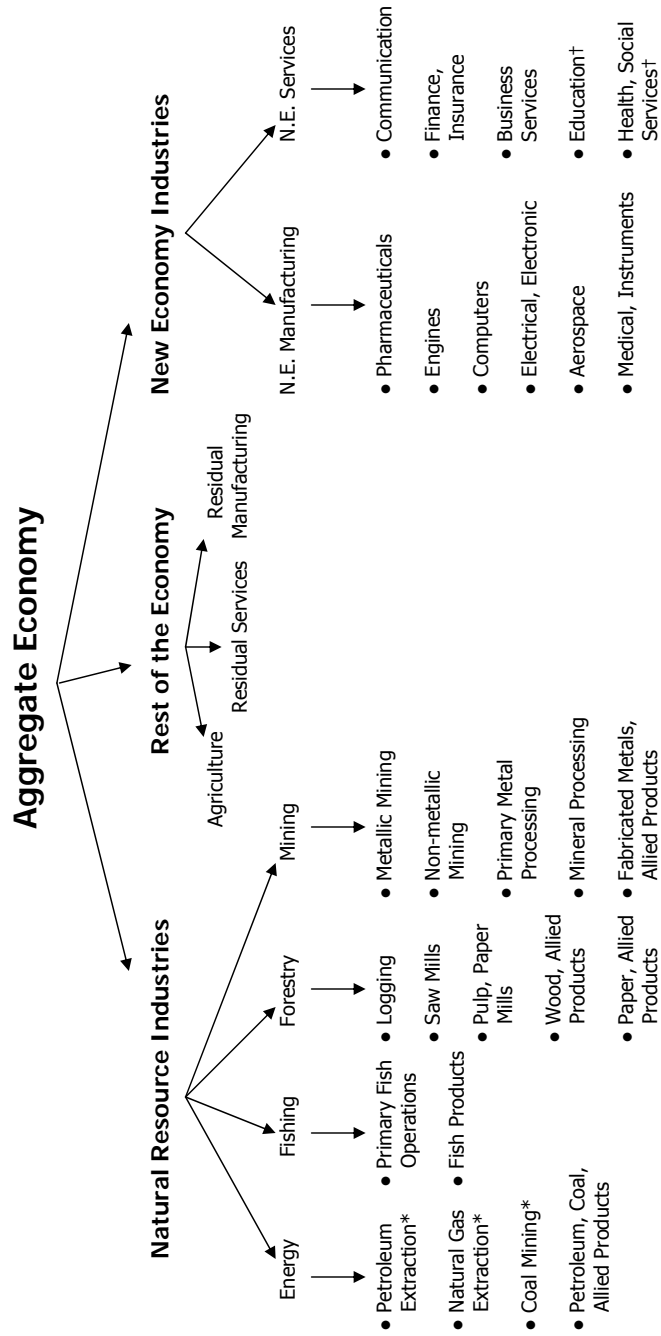 Aggregate Economy
Natural Resource Industries
Rest of the Economy
New Economy Industries
Energy
Fishing
Forestry
Mining
Agriculture
Residual Services
Residual
Manufacturing
N.E. Manufacturing
N.E. Services
● Petroleum
Extraction*
● Natural Gas
Extraction*
● Coal Mining*
● Petroleum, Coal,
Allied Products
● Primary Fish
Operations
● Fish Products
● Logging
● Saw Mills
● Pulp, Paper
Mills
● Wood, Allied
Products
● Paper, Allied
Products
● Metallic Mining
● Non-metallic
Mining
● Primary Metal
Processing
● Mineral Processing
● Fabricated Metals,
Allied Products
● Pharmaceuticals
● Engines
● Computers
● Electrical, Electronic
● Aerospace
● Medical, Instruments
● Communication
● Finance,
Insurance
● Business
Services
● Education†
● Health, Social
Services†